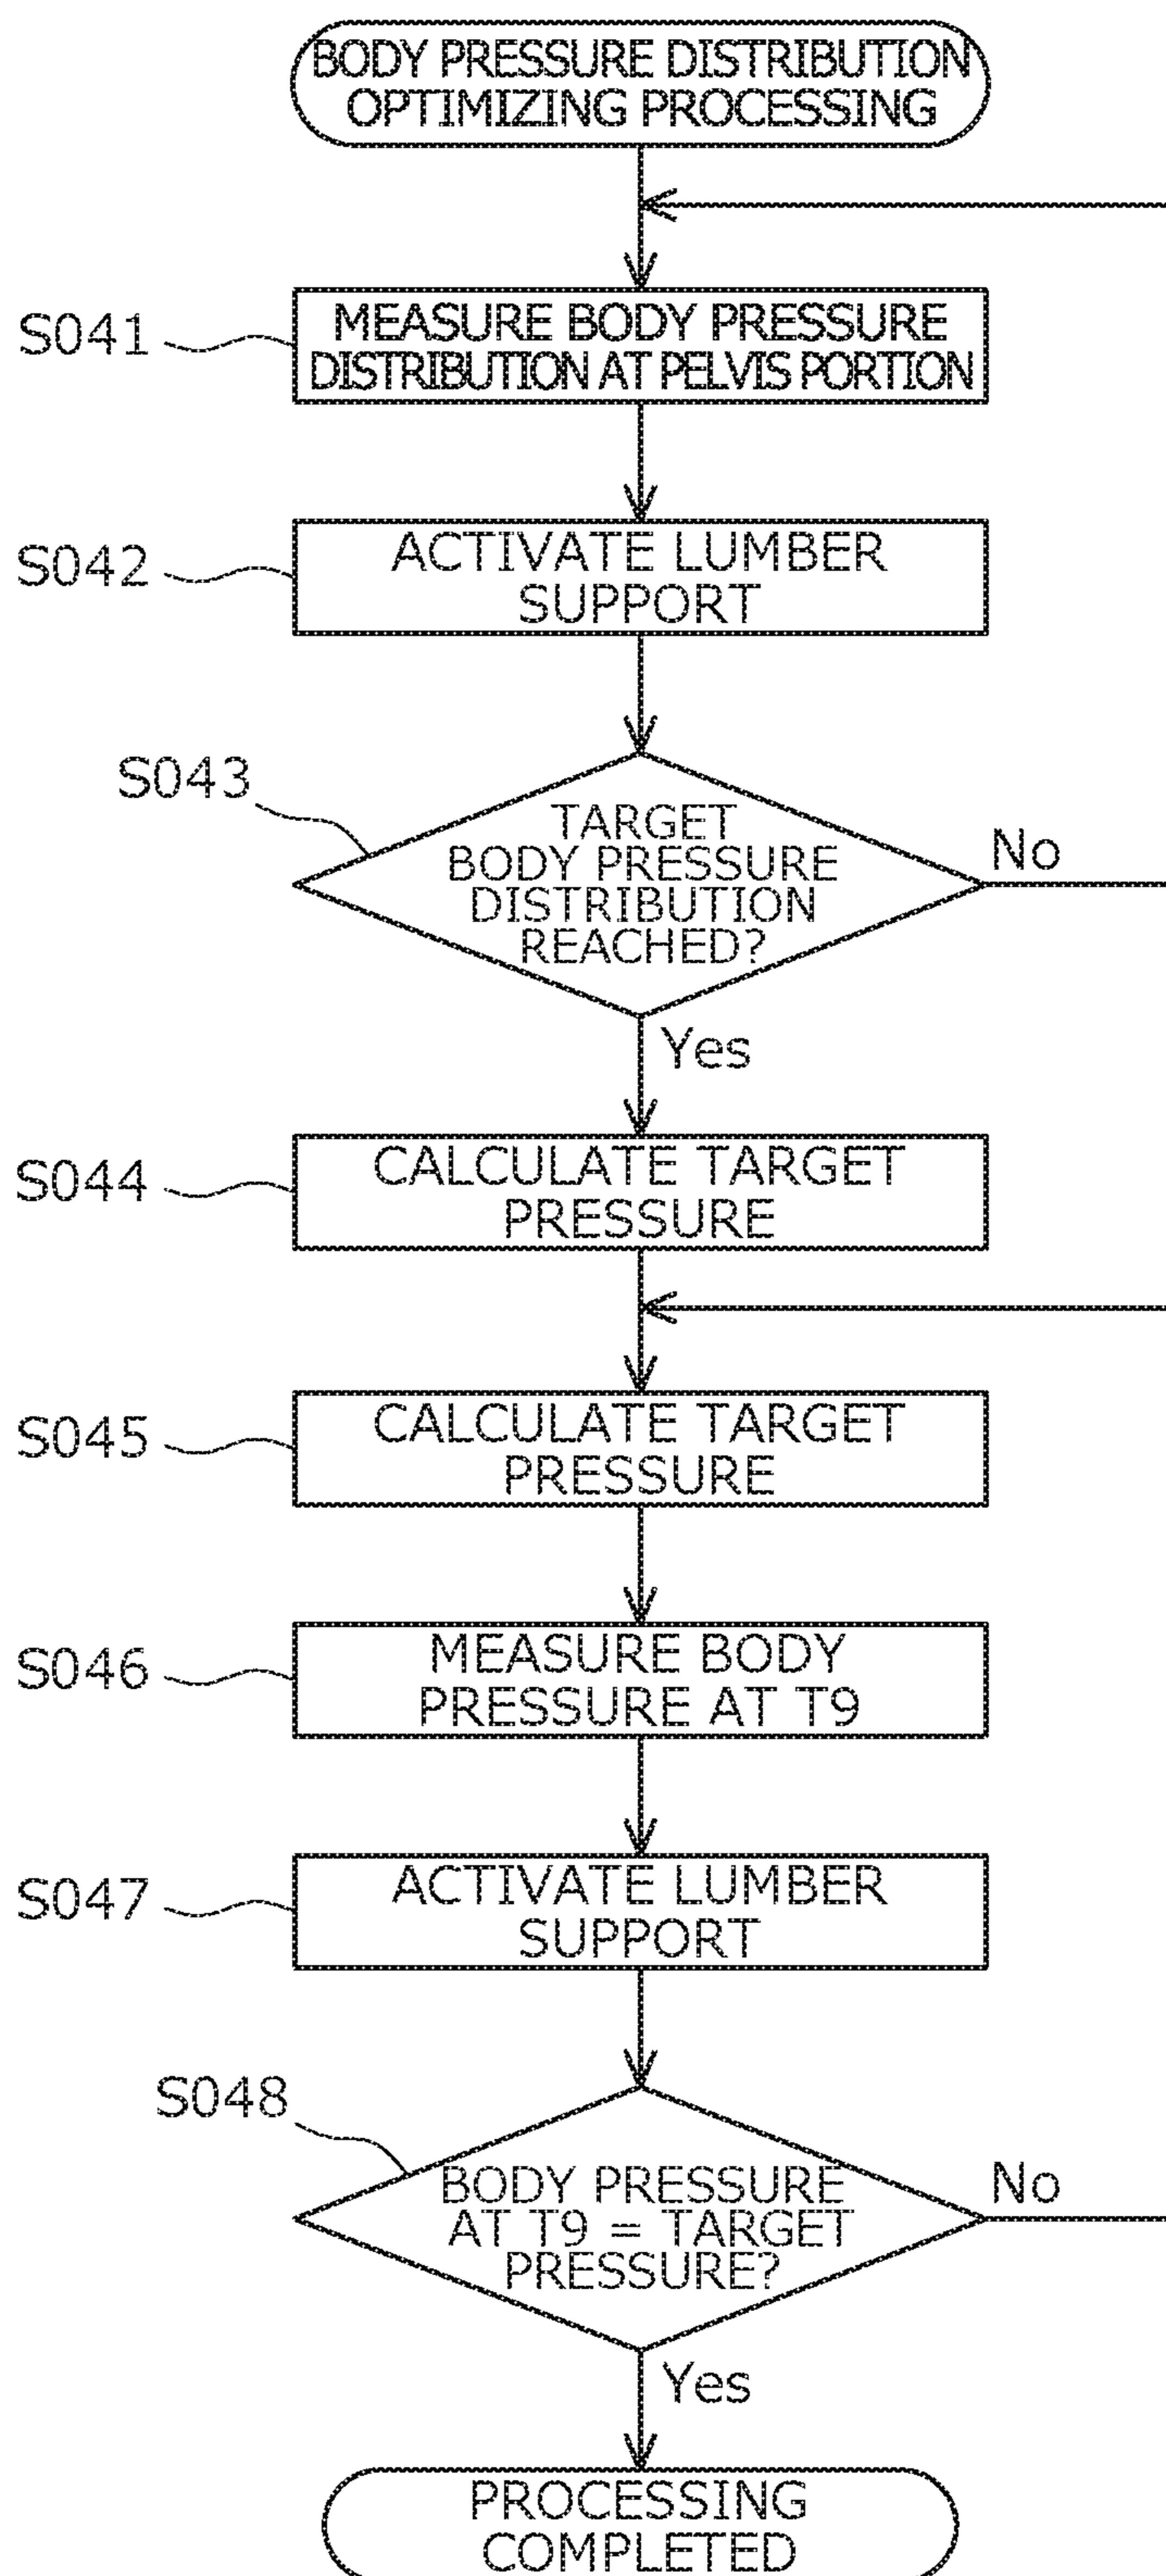 BODY PRESSURE DISTRIBUTION
OPTIMIZING PROCESSING
S041
MEASURE BODY PRESSURE
DISTRIBUTION AT PELVIS PORTION
S042
ACTIVATE LUMBER
SUPPORT
S043
TARGET
BODY PRESSURE
DISTRIBUTION
REACHED?
No
Yes
S044
CALCULATE TARGET
PRESSURE
S045
CALCULATE TARGET
PRESSURE
S046
MEASURE BODY
PRESSURE AT T9
S047
ACTIVATE LUMBER
SUPPORT
S048
BODY PRESSURE
AT T9 = TARGET
PRESSURE?
No
Yes
PROCESSING
COMPLETED